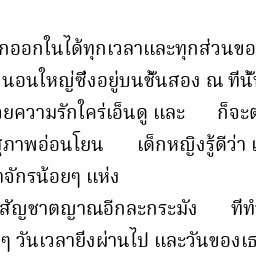 กออกในได้ทุกเวลาและทุกส่วนขอ
นอนใหญ่ซึ่งอยู่บนชั้นสอง ณ ที่นั้
ยความรักใคร่เอ็นดู และ ก็จะต
สุภาพอ่อนโยน เด็กหญิงรู้ดีว่า เ
าจักรน้อยๆ แห่ง
สัญชาตญาณอีกละกระมัง ที่ทำ
ๆ วันเวลายิ่งผ่านไป และวันของเธ